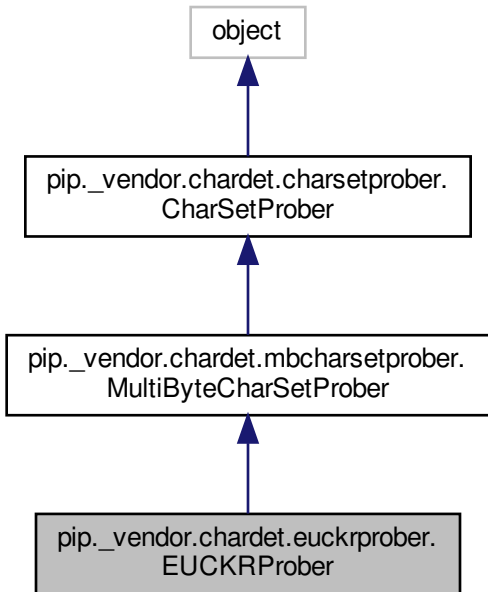 object
pip._vendor.chardet.charsetprober.
CharSetProber
pip._vendor.chardet.mbcharsetprober.
MultiByteCharSetProber
pip._vendor.chardet.euckrprober.
EUCKRProber